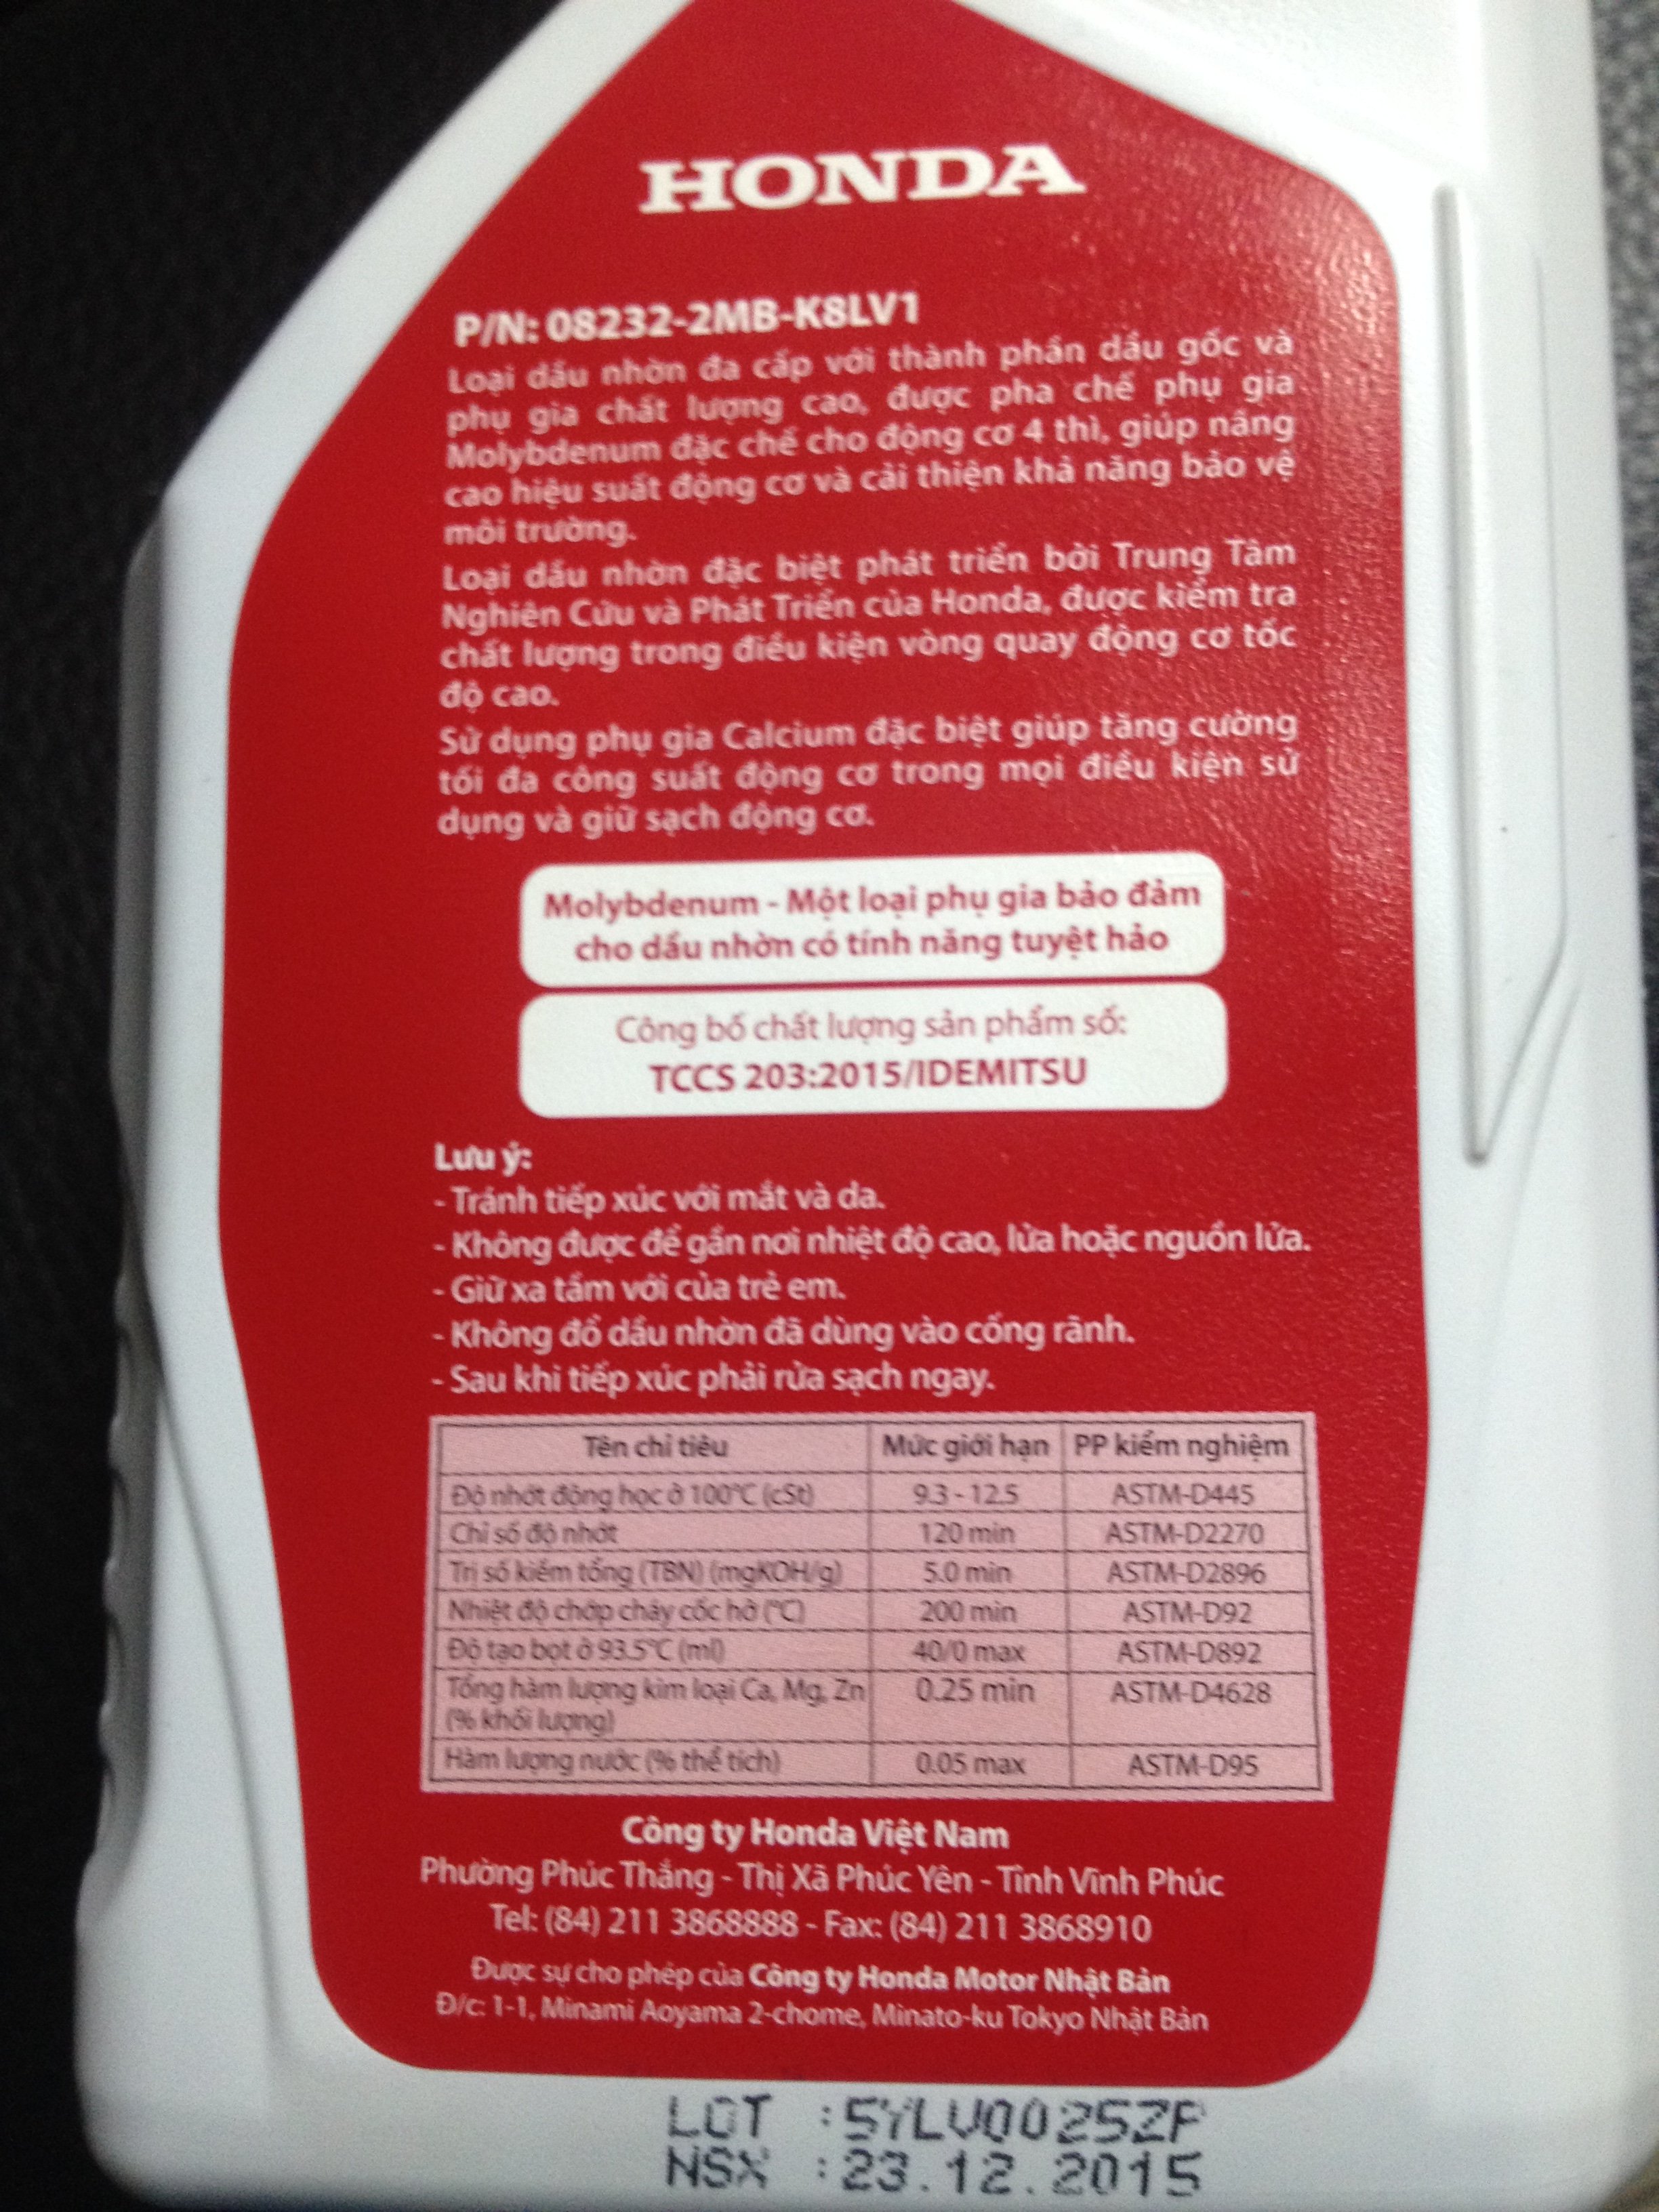 HONDA
P/N: 08232-2MB-K8LV1
Loại dầu nhờn đa cấp với thành phần dầu gốc và
phụ gia chất lượng cao, được pha chế phụ gia
Molybdenum đặc chế cho động cơ 4 thì, giúp nâng
cao hiệu suất động cơ và cải thiện khả năng bảo vệ
môi trường.
Loại dầu nhờn đặc biệt phát triển bởi Trung Tâm
Nghiên Cứu và Phát Triển của Honda, được kiểm tra
chất lượng trong điều kiện vòng quay động cơ tốc
độ cao.
Sử dụng phụ gia Calcium đặc biệt giúp tăng cường
tối đa công suất động cơ trong mọi điều kiện sử
dụng và giữ sạch động cơ.
Molybdenum - Một loại phụ gia bảo đảm
cho dầu nhờn có tính năng tuyệt hảo
Công bố chất lượng sản phẩm số:
TCCS 203:2015/IDEMITSU
Lưu ý:
- Tránh tiếp xúc với mắt và da.
- Không được để gần nơi nhiệt độ cao, lửa hoặc nguồn lửa.
- Giữ xa tầm với của trẻ em.
- Không đổ dầu nhờn đã dùng vào cống rãnh.
- Sau khi tiếp xúc phải rửa sạch ngay.
Tên chỉ tiêu Mức giới hạn PP kiểm nghiệm
Độ nhớt động học ở 100°C (cSt) 9.3 - 12.5 ASTM-D445
Chỉ số độ nhớt 120 min ASTM-D2270
Trị số kiềm tổng (TBN) (mgKOH/g) 5.0 min ASTM-D2896
Nhiệt độ chớp cháy cốc hở (°C) 200 min ASTM-D92
Độ tạo bọt ở 93.5°C (ml) 40/0 max ASTM-D892
Tổng hàm lượng kim loại Ca, Mg, Zn 0.25 min ASTM-D4628
(% khối lượng)
Hàm lượng nước (% thể tích) 0.05 max ASTM-D95
Công ty Honda Việt Nam
Phường Phúc Thắng - Thị Xã Phúc Yên - Tỉnh Vĩnh Phúc
Tel: (84) 211 3868888 - Fax: (84) 211 3868910
Được sự cho phép của Công ty Honda Motor Nhật Bản
Đ/c: 1-1, Minami Aoyama 2-chome, Minato-ku Tokyo Nhật Bản
LOT : 5YLV0025ZP
NSX : 23.12.2015